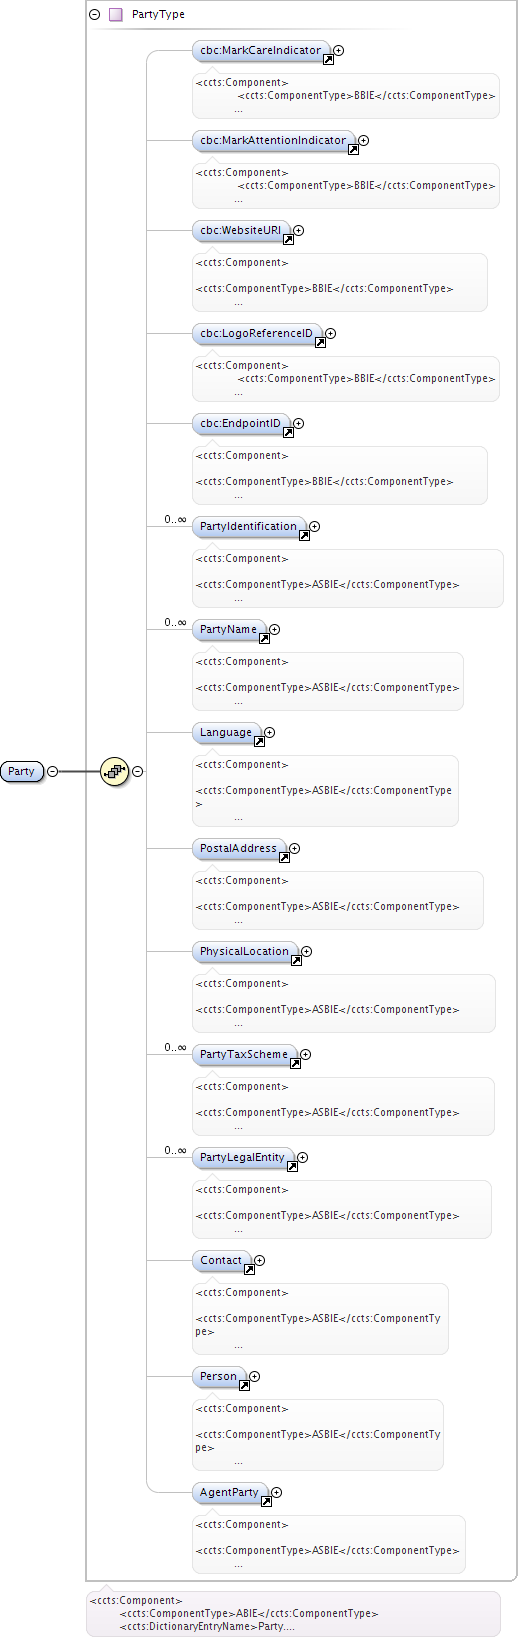 PartyType
cbc:MarkCareIndicator
<ccts:Component>
<ccts:ComponentType>BBIE</ccts:ComponentType>
...
cbc:MarkAttentionIndicator
<ccts:Component>
<ccts:ComponentType>BBIE</ccts:ComponentType>
...
cbc:WebsiteURI
<ccts:Component>
<ccts:ComponentType>BBIE</ccts:ComponentType>
...
cbc:LogoReferenceID
<ccts:Component>
<ccts:ComponentType>BBIE</ccts:ComponentType>
...
cbc:EndpointID
<ccts:Component>
<ccts:ComponentType>BBIE</ccts:ComponentType>
...
0..∞ PartyIdentification
<ccts:Component>
<ccts:ComponentType>ASBIE</ccts:ComponentType>
...
0..∞ PartyName
<ccts:Component>
<ccts:ComponentType>ASBIE</ccts:ComponentType>
...
Language
<ccts:Component>
<ccts:ComponentType>ASBIE</ccts:ComponentType
>
...
Party
PostalAddress
<ccts:Component>
<ccts:ComponentType>ASBIE</ccts:ComponentType>
...
PhysicalLocation
<ccts:Component>
<ccts:ComponentType>ASBIE</ccts:ComponentType>
...
0..∞ PartyTaxScheme
<ccts:Component>
<ccts:ComponentType>ASBIE</ccts:ComponentType>
...
0..∞ PartyLegalEntity
<ccts:Component>
<ccts:ComponentType>ASBIE</ccts:ComponentType>
...
Contact
<ccts:Component>
<ccts:ComponentType>ASBIE</ccts:ComponentTy
pe>
...
Person
<ccts:Component>
<ccts:ComponentType>ASBIE</ccts:ComponentTy
pe>
...
AgentParty
<ccts:Component>
<ccts:ComponentType>ASBIE</ccts:ComponentType>
...
<ccts:Component>
<ccts:ComponentType>ABIE</ccts:ComponentType>
<ccts:DictionaryEntryName>Party....